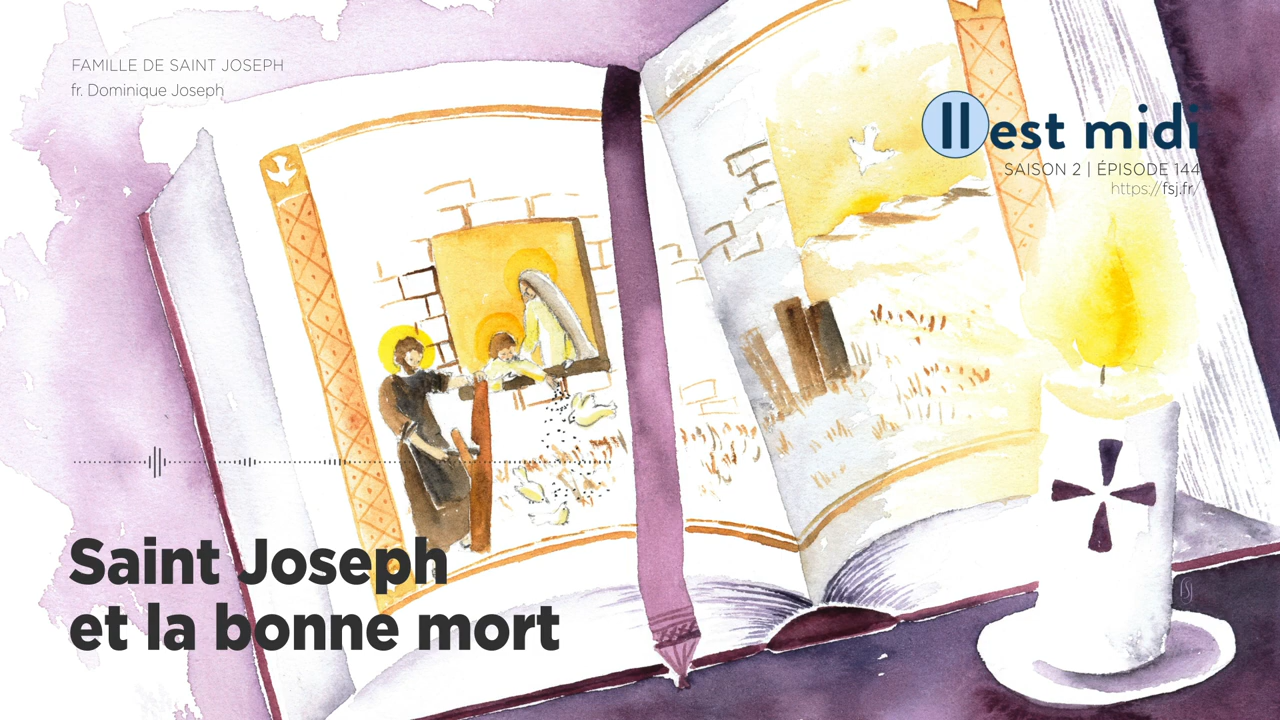 FAMILLE DE SAINT JOSEPH
fr. Dominique Joseph
Il est midi
SAISON 2 | ÉPISODE 144
https://fsj.fr/
Saint Joseph
et la bonne mort
FSJ